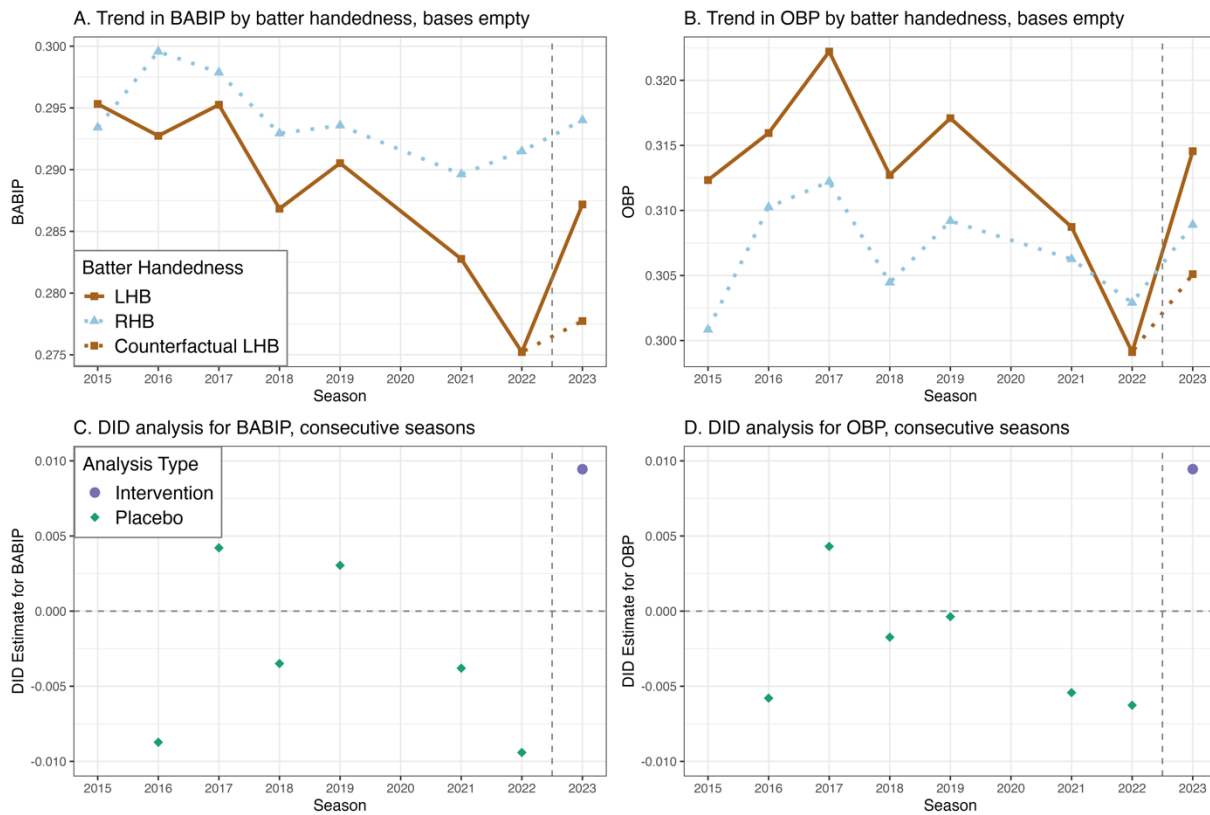 A. Trend in BABIP by batter handedness, bases empty
BABIP
0.300
0.295
0.290
0.285
0.280
0.275
Batter Handedness
LHB
RHB
Counterfactual LHB
2015 2016 2017 2018 2019 2020 2021 2022 2023
Season
B. Trend in OBP by batter handedness, bases empty
OBP
0.320
0.315
0.310
0.305
0.300
2015 2016 2017 2018 2019 2020 2021 2022 2023
Season
C. DID analysis for BABIP, consecutive seasons
DID Estimate for BABIP
0.010
0.005
0.000
-0.005
-0.010
Analysis Type
Intervention
Placebo
2015 2016 2017 2018 2019 2020 2021 2022 2023
Season
D. DID analysis for OBP, consecutive seasons
DID Estimate for OBP
0.010
0.005
0.000
-0.005
-0.010
2015 2016 2017 2018 2019 2020 2021 2022 2023
Season